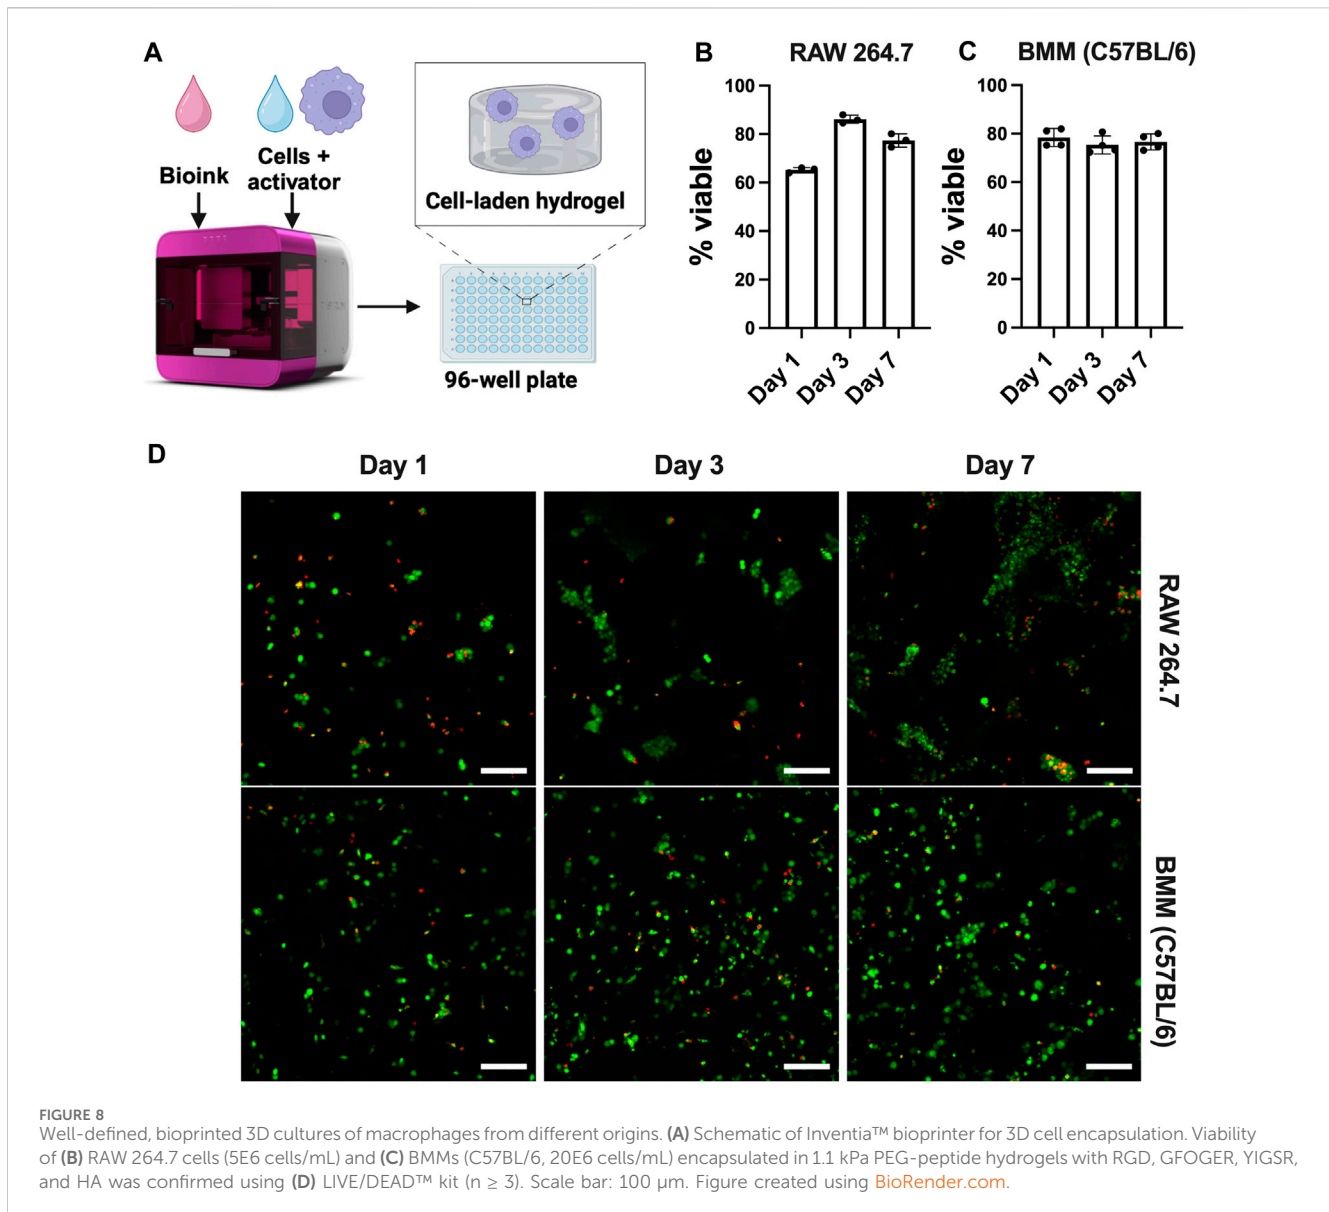 A
Bioink
Cells +
activator
Cell-laden hydrogel
96-well plate
B
RAW 264.7
% viable
100
80
60
40
20
0
Day 1
Day 3
Day 7
C
BMM (C57BL/6)
% viable
100
80
60
40
20
0
Day 1
Day 3
Day 7
D
Day 1
Day 3
Day 7
RAW 264.7
BMM (C57BL/6)
FIGURE 8
Well-defined, bioprinted 3D cultures of macrophages from different origins. (A) Schematic of Inventia™ bioprinter for 3D cell encapsulation. Viability
of (B) RAW 264.7 cells (5E6 cells/mL) and (C) BMMs (C57BL/6, 20E6 cells/mL) encapsulated in 1.1 kPa PEG-peptide hydrogels with RGD, GFOGER, YIGSR,
and HA was confirmed using (D) LIVE/DEAD™ kit (n ≥ 3). Scale bar: 100 μm. Figure created using BioRender.com.